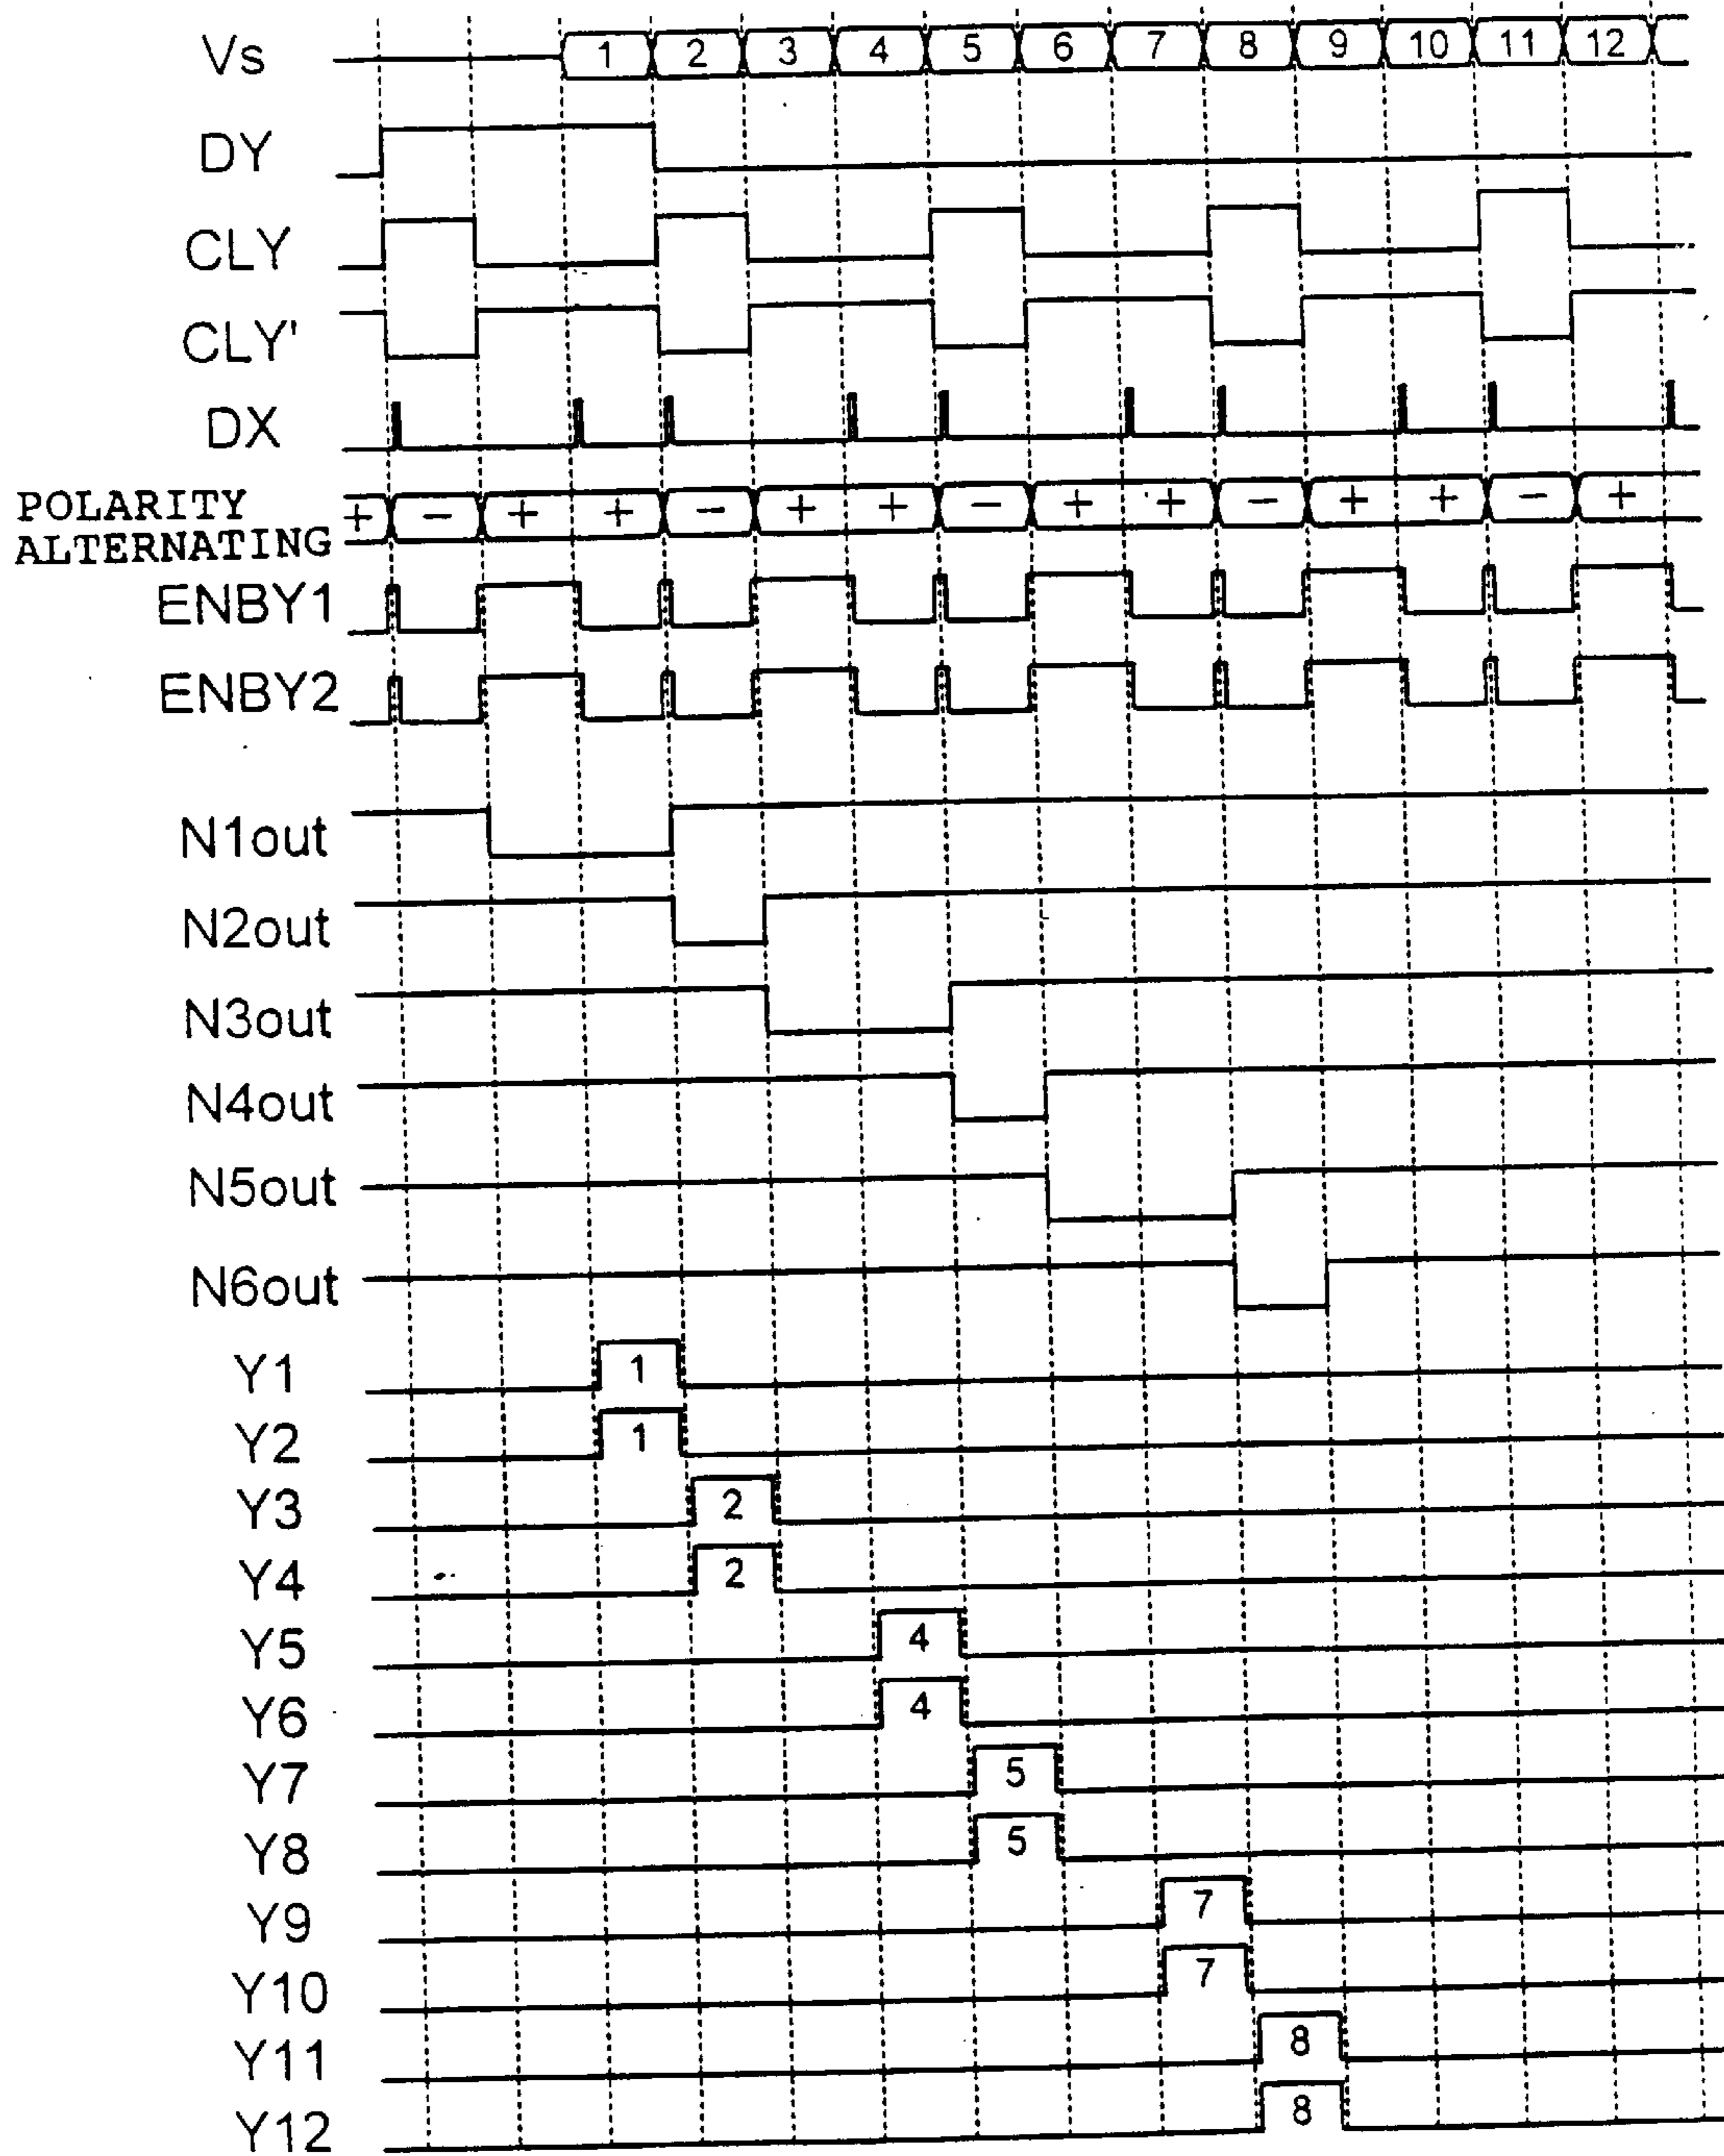 Vs 1 2 3 4 5 6 7 8 9 10 11 12
DY
CLY
CLY'
DX
POLARITY
ALTERNATING + - + + - + + - + + - + + - +
ENBY1
ENBY2
N1out
N2out
N3out
N4out
N5out
N6out
Y1 1
Y2 1
Y3 2
Y4 2
Y5 4
Y6 4
Y7 5
Y8 5
Y9 7
Y10 7
Y11 8
Y12 8